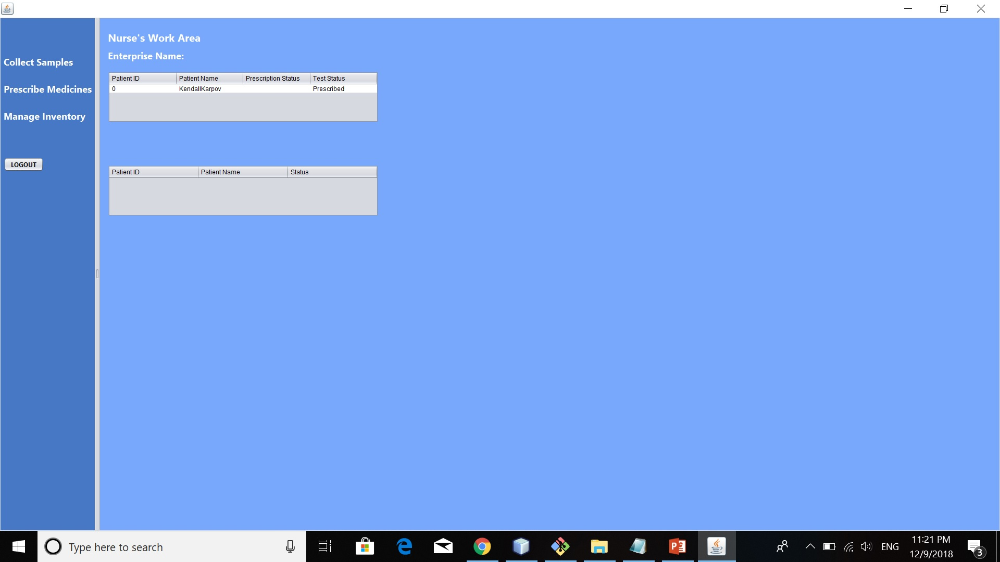 Nurse's Work Area
Enterprise Name:
Collect Samples
Prescribe Medicines
Manage Inventory
LOGOUT
Patient ID Patient Name Prescription Status Test Status
0 KendallKarpov Prescribed
Patient ID Patient Name Status
Type here to search
ENG
11:21 PM
12/9/2018
3